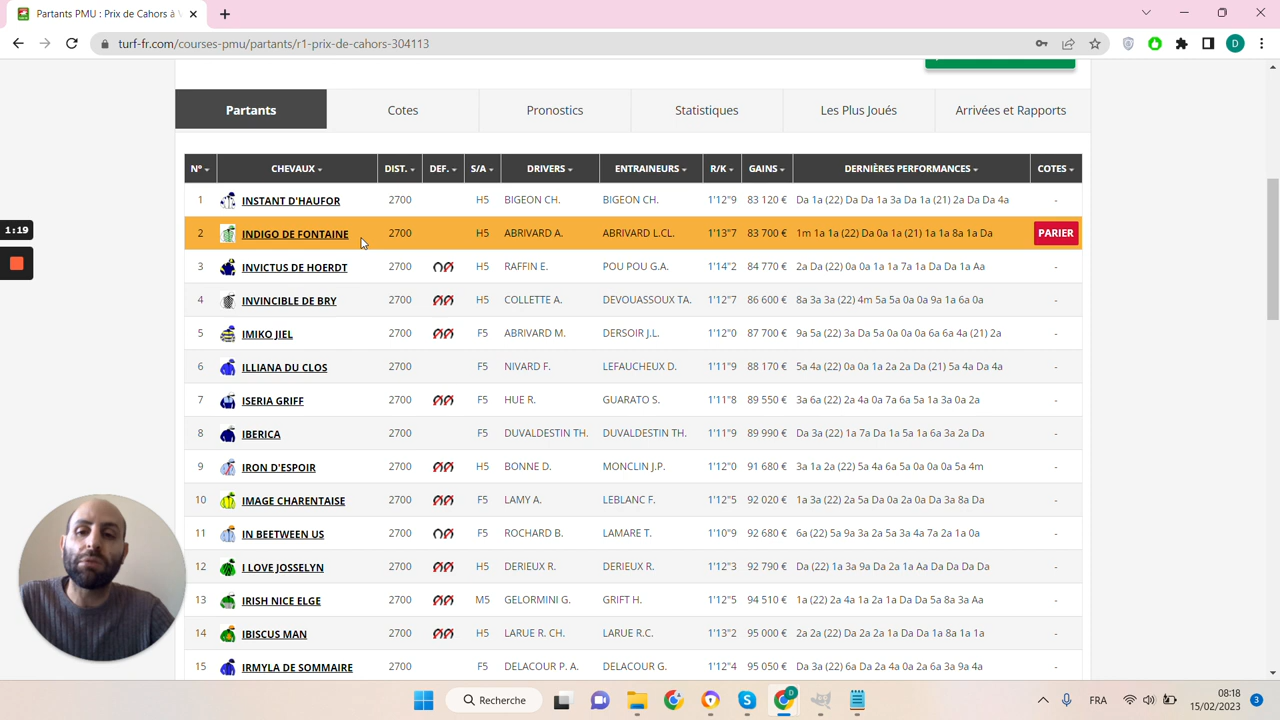 Partants PMU : Prix de Cahors à V
turf-fr.com/courses-pmu/partants/r1-prix-de-cahors-304113
D
Partants Cotes Pronostics Statistiques Les Plus Joués Arrivées et Rapports
N° CHEVAUX DIST. DEF. S/A DRIVERS ENTRAINEURS R/K GAINS DERNIÈRES PERFORMANCES COTES
1 INSTANT D'HAUFOR 2700 H5 BIGEON CH. BIGEON CH. 1'12"9 83 120 € Da 1a (22) Da Da 1a 3a Da 1a (21) 2a Da Da 4a -
1:19
2 INDIGO DE FONTAINE 2700 H5 ABRIVARD A. ABRIVARD L.CL. 1'13"7 83 700 € 1m 1a 1a (22) Da 0a 1a (21) 1a 1a 8a 1a Da PARIER
3 INVICTUS DE HOERDT 2700 H5 RAFFIN E. POU POU G.A. 1'14"2 84 770 € 2a Da (22) 0a 0a 1a 1a 7a 1a Da Da 1a Aa -
4 INVINCIBLE DE BRY 2700 H5 COLLETTE A. DEVOUASSOUX TA. 1'12"7 86 600 € 8a 3a 3a (22) 4m 5a 5a 0a 0a 9a 1a 6a 0a -
5 IMIKO JIEL 2700 F5 ABRIVARD M. DERSOIR J.L. 1'12"0 87 700 € 9a 5a (22) 3a Da 5a 0a 0a 0a 6a 6a 4a (21) 2a -
6 ILLIANA DU CLOS 2700 F5 NIVARD F. LEFAUCHEUX D. 1'11"9 88 170 € 5a 4a (22) 0a 0a 1a 2a 2a Da (21) 5a 4a Da 4a -
7 ISERIA GRIFF 2700 F5 HUE R. GUARATO S. 1'11"8 89 550 € 3a 6a (22) 2a 4a 0a 7a 6a 5a 1a 3a 0a 2a -
8 IBERICA 2700 F5 DUVALDESTIN TH. DUVALDESTIN TH. 1'11"9 89 990 € Da 3a (22) 1a 7a Da 1a 5a 1a 5a 3a 2a Da -
9 IRON D'ESPOIR 2700 H5 BONNE D. MONCLIN J.P. 1'12"0 91 680 € 3a 1a 2a (22) 5a 4a 6a 5a 0a 0a 0a 5a 4m -
10 IMAGE CHARENTAISE 2700 F5 LAMY A. LEBLANC F. 1'12"5 92 020 € 1a 3a (22) 2a 5a Da 0a 2a 0a Da 3a 8a Da -
11 IN BEETWEEN US 2700 F5 ROCHARD B. LAMARE T. 1'10"9 92 680 € 6a (22) 5a 9a 3a 2a 5a 3a 4a 7a 2a 1a 0a -
12 I LOVE JOSSELYN 2700 H5 DERIEUX R. DERIEUX R. 1'12"3 92 790 € Da (22) 1a 3a 9a Da 2a 1a Aa Da Da Da Da -
13 IRISH NICE ELGE 2700 M5 GELORMINI G. GRIFT H. 1'12"5 94 510 € 1a (22) 2a 4a 1a 2a 1a Da Da 5a 8a 3a Aa -
14 IBISCUS MAN 2700 H5 LARUE R. CH. LARUE R.C. 1'13"2 95 000 € 2a 2a (22) Da 2a 2a 1a Da Da 1a 8a 1a 1a -
15 IRMYLA DE SOMMAIRE 2700 F5 DELACOUR P. A. DELACOUR G. 1'12"4 95 050 € Da 3a (22) 6a Da 2a 4a 0a 2a 0a 3a 9a 4a -
Recherche
D
FRA
08:18
15/02/2023
3